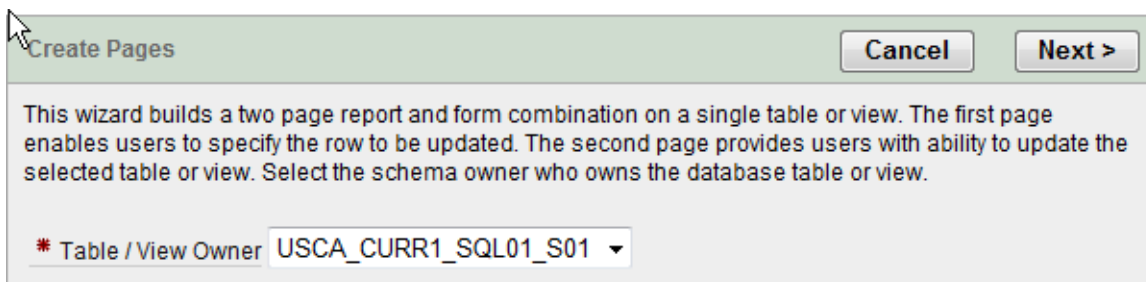 Create Pages
Cancel
Next >
This wizard builds a two page report and form combination on a single table or view. The first page
enables users to specify the row to be updated. The second page provides users with ability to update the
selected table or view. Select the schema owner who owns the database table or view.
* Table / View Owner USCA_CURR1_SQL01_S01